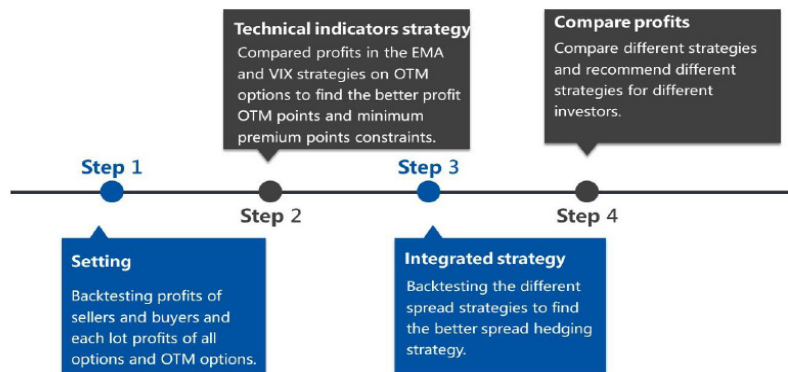 Technical indicators strategy
Compared profits in the EMA
and VIX strategies on OTM
options to find the better profit
OTM points and minimum
premium points constraints.
Compare profits
Compare different strategies
and recommend different
strategies for different
investors.
Step 1
Step 3
Step 2
Step 4
Setting
Backtesting profits of
sellers and buyers and
each lot profits of all
options and OTM options.
Integrated strategy
Backtesting the different
spread strategies to find
the better spread hedging
strategy.